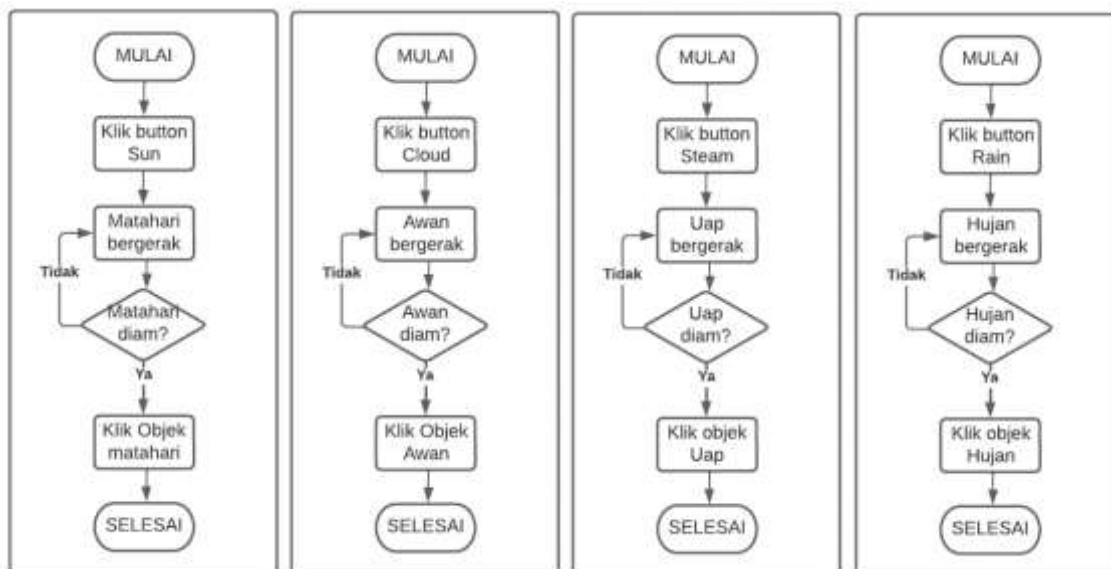 MULAI
Klik button
Sun
Matahari
bergerak
Tidak
Matahari
diam?
Ya
Klik Objek
matahari
SELESAI
MULAI
Klik button
Cloud
Awan
bergerak
Tidak
Awan
diam?
Ya
Klik Objek
Awan
SELESAI
MULAI
Klik button
Steam
Uap
bergerak
Tidak
Uap
diam?
Ya
Klik objek
Uap
SELESAI
MULAI
Klik button
Rain
Hujan
bergerak
Tidak
Hujan
diam?
Ya
Klik objek
Hujan
SELESAI